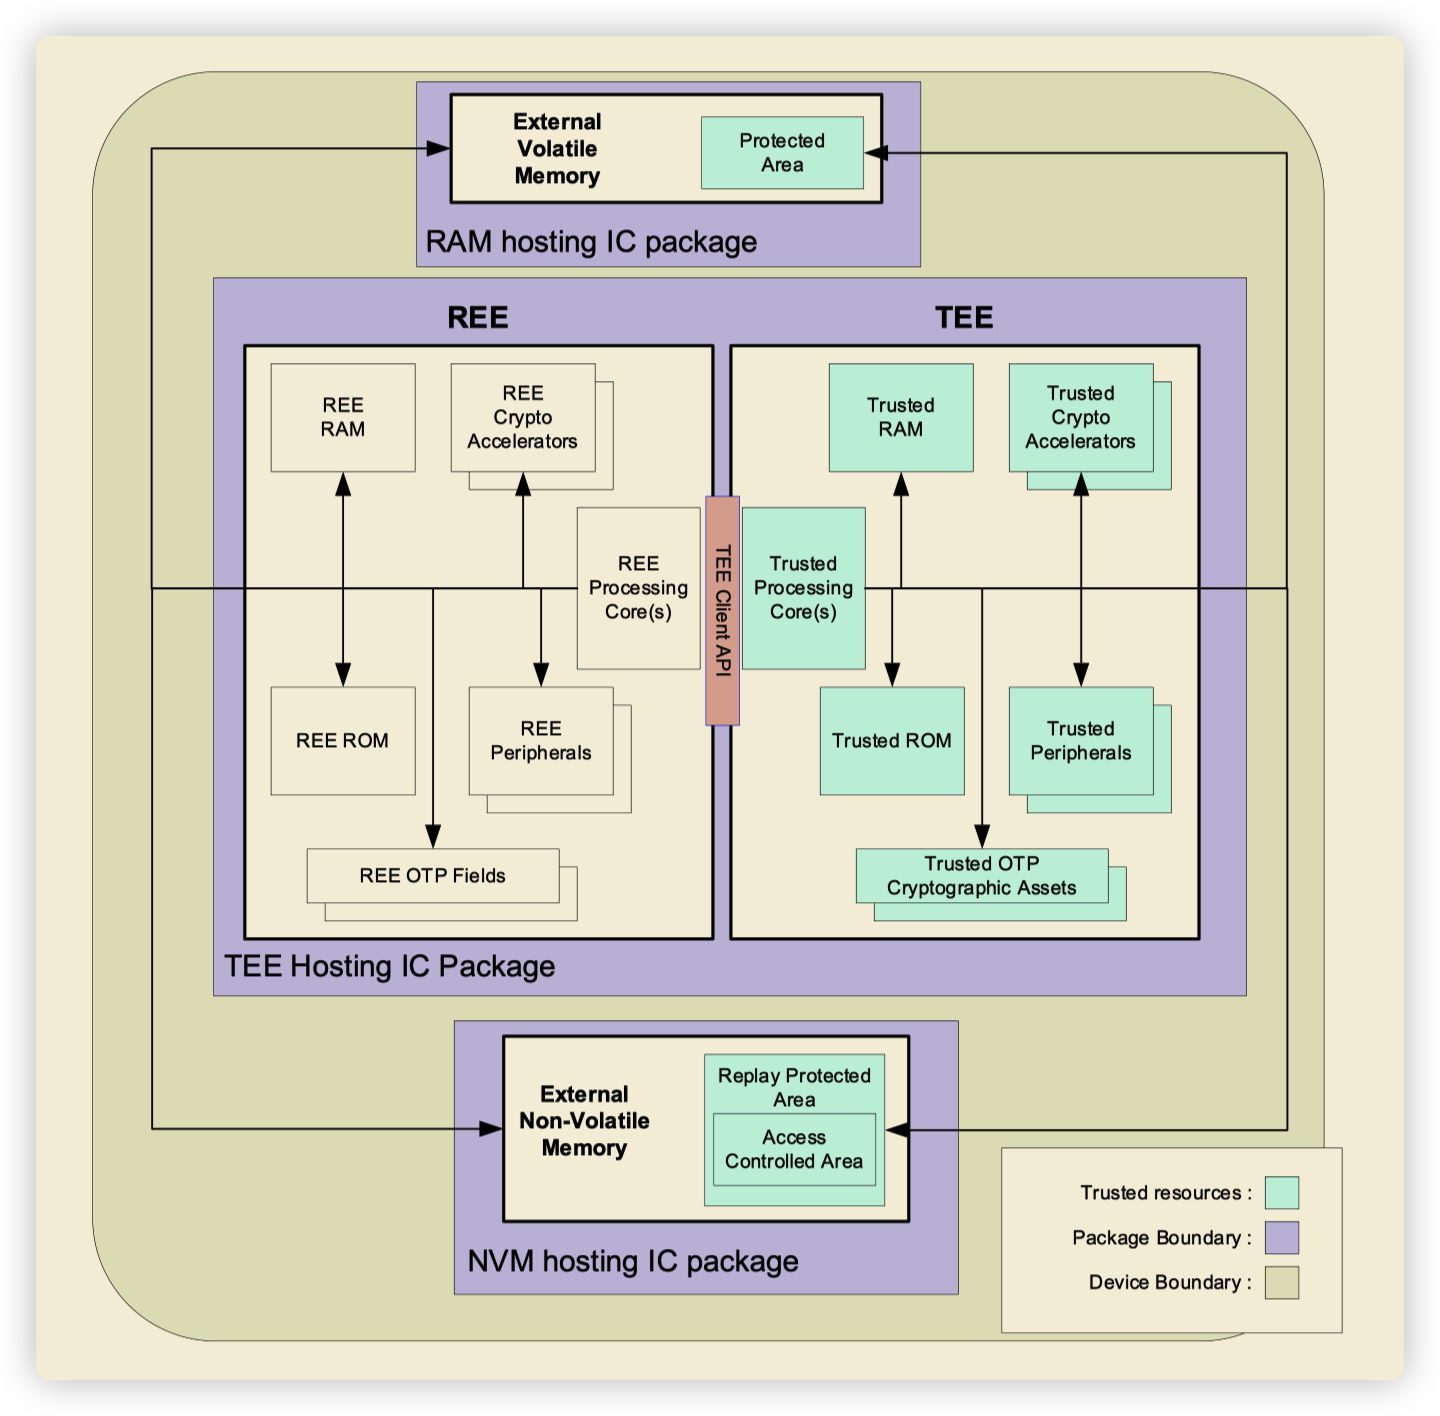 External
Volatile
Memory
Protected
Area
RAM hosting IC package
REE
TEE
REE
RAM
REE
Crypto
Accelerators
Trusted
RAM
Trusted
Crypto
Accelerators
REE
Processing
Core(s)
TEE Client API
Trusted
Processing
Core(s)
REE ROM
REE
Peripherals
Trusted ROM
Trusted
Peripherals
REE OTP Fields
Trusted OTP
Cryptographic Assets
TEE Hosting IC Package
External
Non-Volatile
Memory
Replay Protected
Area
Access
Controlled Area
NVM hosting IC package
Trusted resources :
Package Boundary :
Device Boundary :